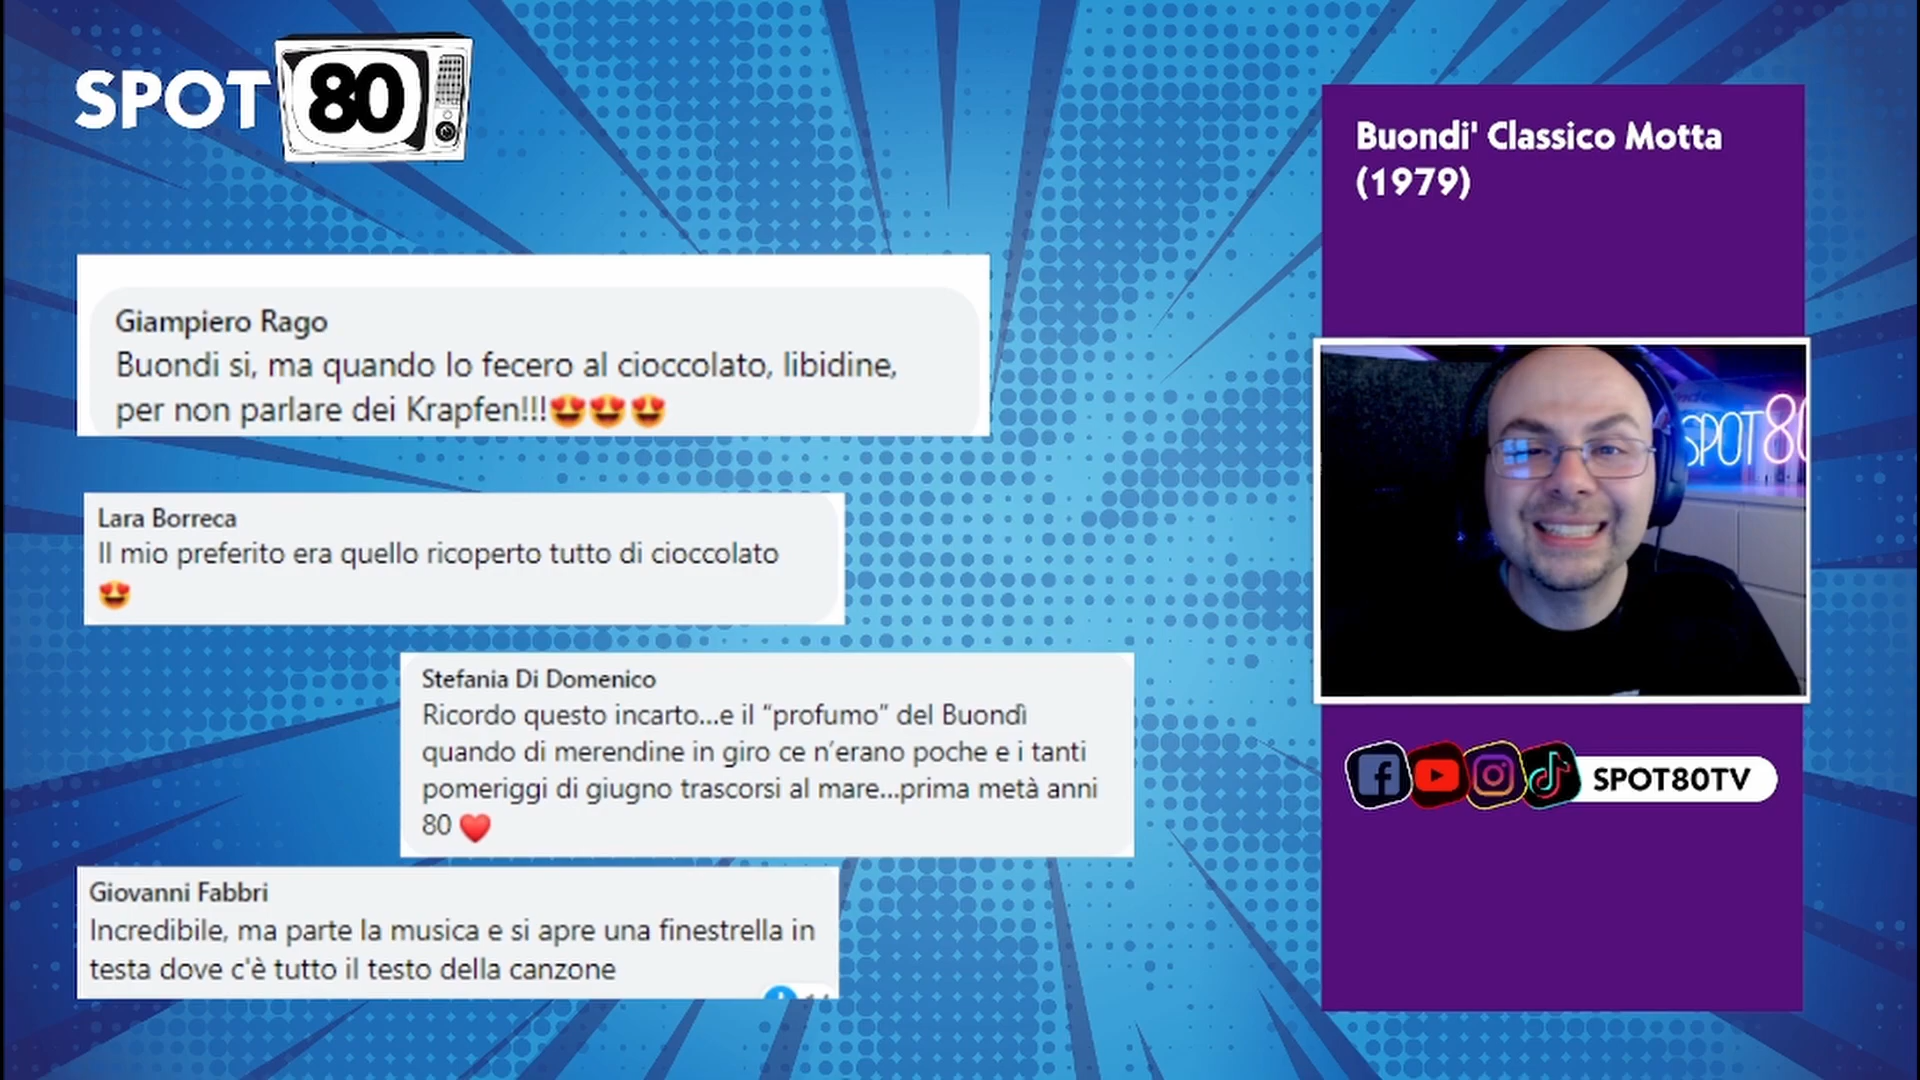 SPOT 80
Buondi' Classico Motta
(1979)
Giampiero Rago
Buondi si, ma quando lo fecero al cioccolato, libidine,
per non parlare dei Krapfen!!!😍😍😍
Lara Borreca
Il mio preferito era quello ricoperto tutto di cioccolato
😍
SPOT80
Stefania Di Domenico
Ricordo questo incarto...e il “profumo” del Buondì
quando di merendine in giro ce n’erano poche e i tanti
pomeriggi di giugno trascorsi al mare...prima metà anni
80 ❤️
SPOT80TV
Giovanni Fabbri
Incredibile, ma parte la musica e si apre una finestrella in
testa dove c'è tutto il testo della canzone